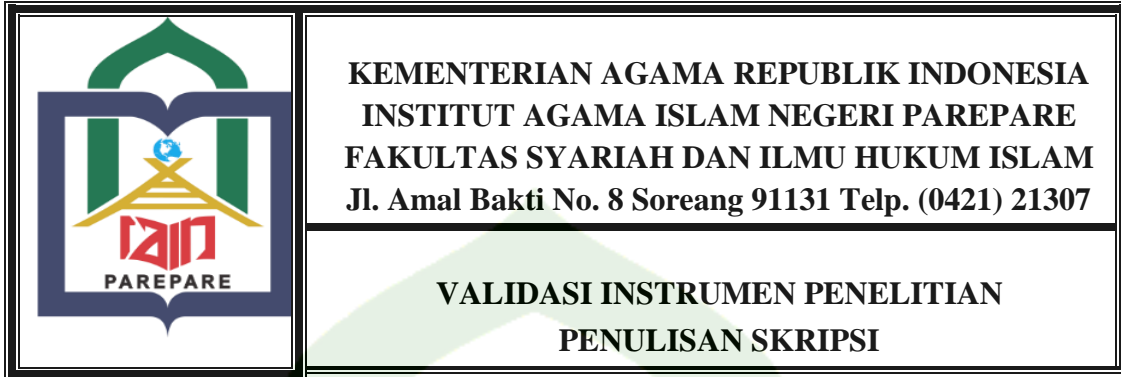 iain
PAREPARE
KEMENTERIAN AGAMA REPUBLIK INDONESIA
INSTITUT AGAMA ISLAM NEGERI PAREPARE
FAKULTAS SYARIAH DAN ILMU HUKUM ISLAM
Jl. Amal Bakti No. 8 Soreang 91131 Telp. (0421) 21307
VALIDASI INSTRUMEN PENELITIAN
PENULISAN SKRIPSI